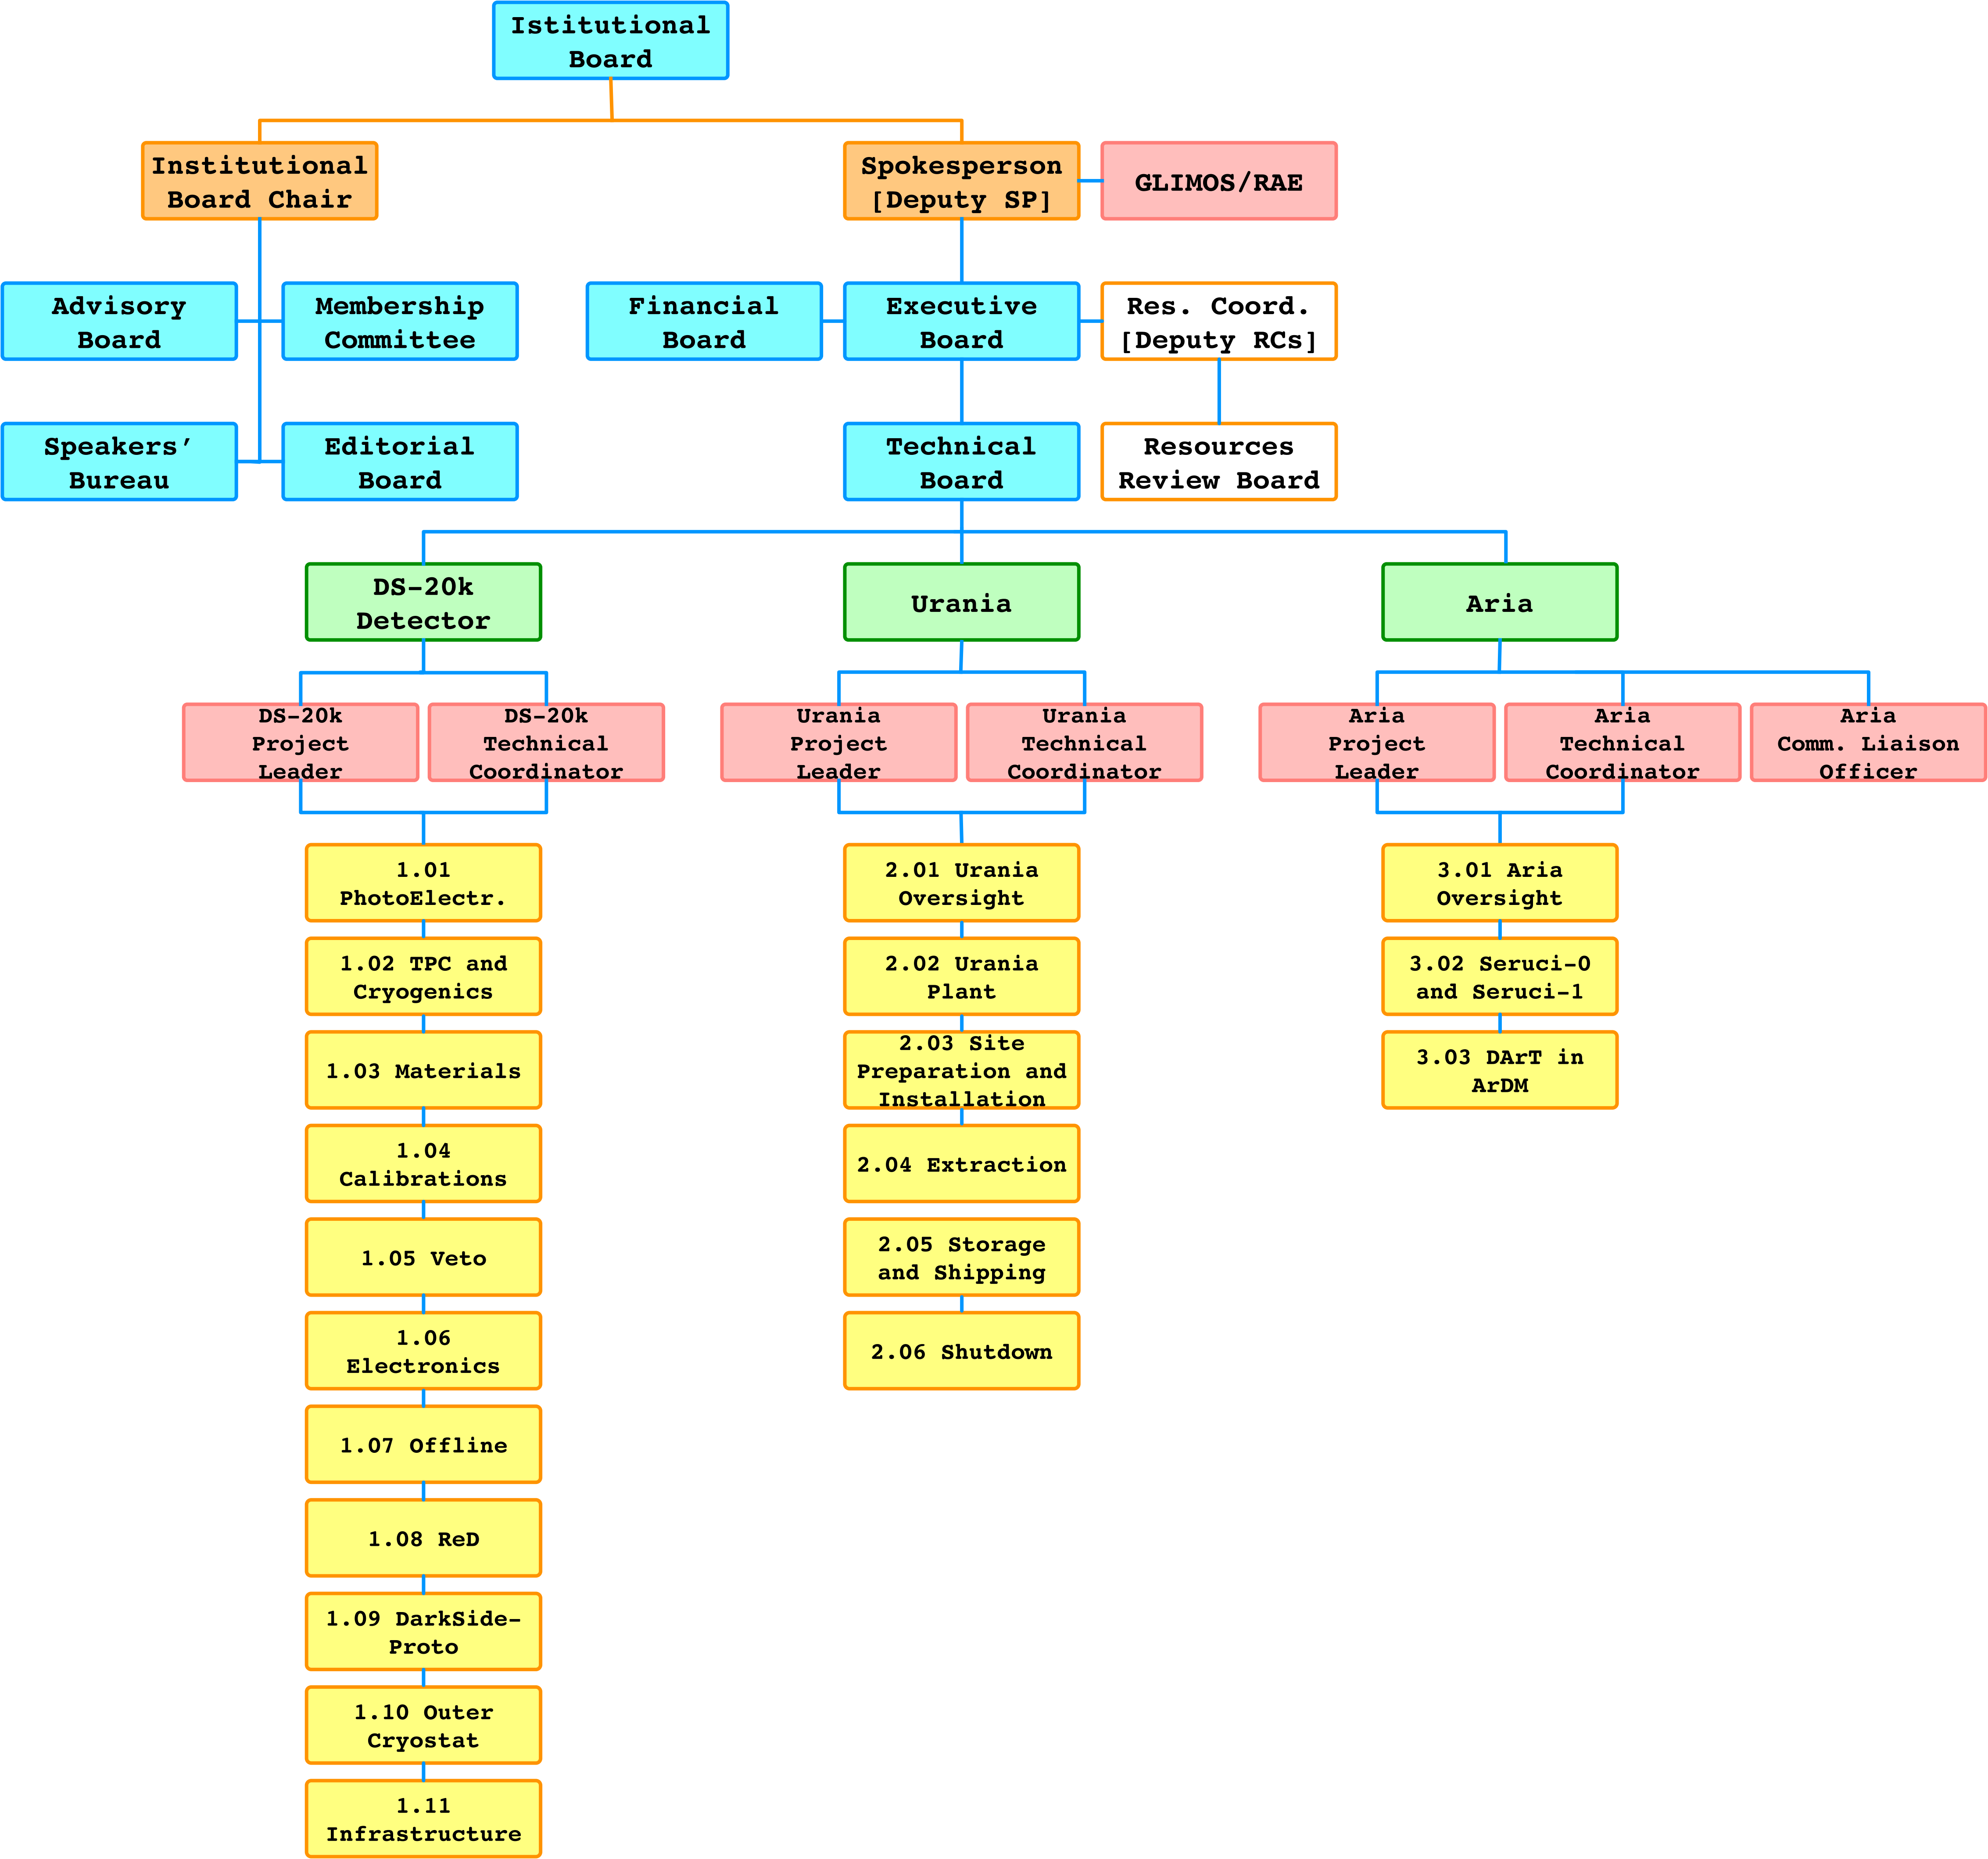 Istitutional
Board
Institutional
Board Chair
Spokesperson
[Deputy SP]
GLIMOS/RAE
Advisory
Board
Membership
Committee
Financial
Board
Executive
Board
Res. Coord.
[Deputy RCs]
Speakers’
Bureau
Editorial
Board
Technical
Board
Resources
Review Board
DS-20k
Detector
Urania
Aria
DS-20k
Project
Leader
DS-20k
Technical
Coordinator
Urania
Project
Leader
Urania
Technical
Coordinator
Aria
Project
Leader
Aria
Technical
Coordinator
Aria
Comm. Liaison
Officer
1.01
PhotoElectr.
1.02 TPC and
Cryogenics
1.03 Materials
1.04
Calibrations
1.05 Veto
1.06
Electronics
1.07 Offline
1.08 ReD
1.09 DarkSide-
Proto
1.10 Outer
Cryostat
1.11
Infrastructure
2.01 Urania
Oversight
2.02 Urania
Plant
2.03 Site
Preparation and
Installation
2.04 Extraction
2.05 Storage
and Shipping
2.06 Shutdown
3.01 Aria
Oversight
3.02 Seruci-0
and Seruci-1
3.03 DArT in
ArDM